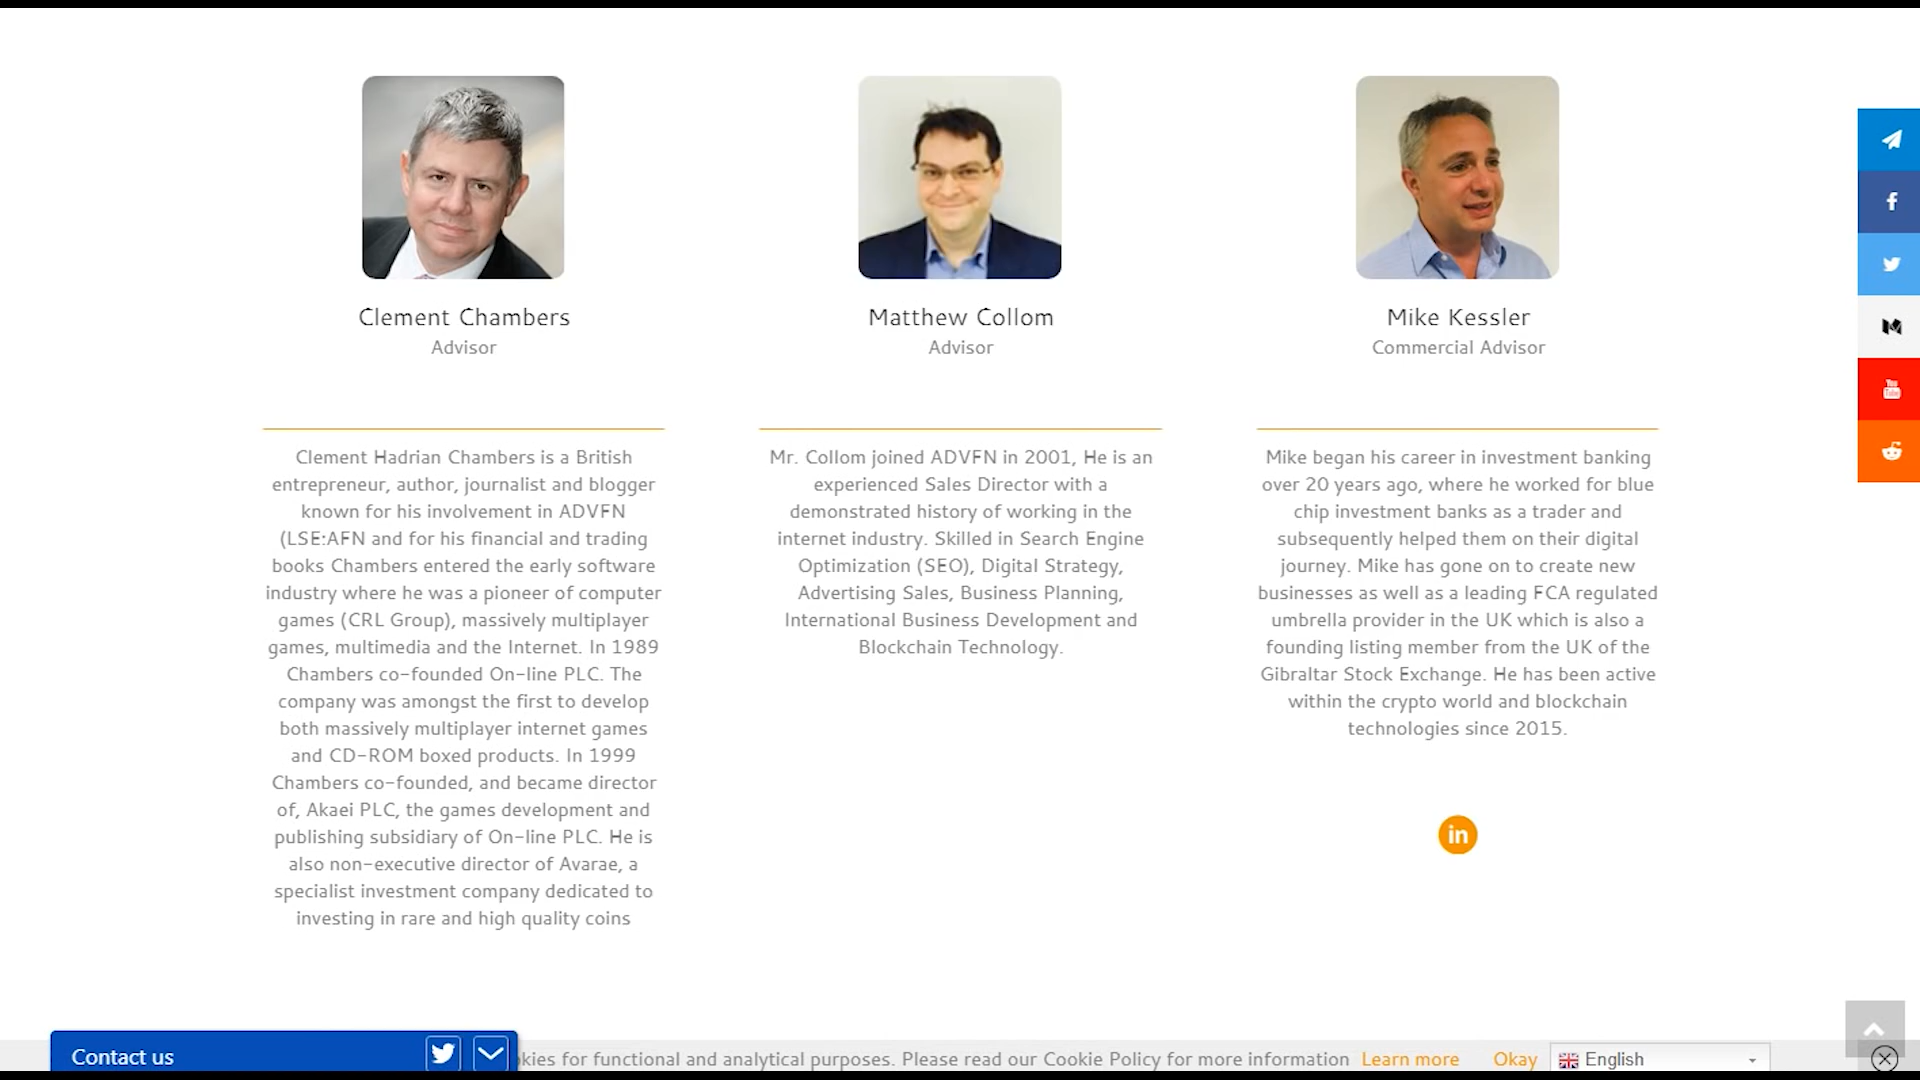 Clement Chambers
Advisor
Clement Hadrian Chambers is a British
entrepreneur, author, journalist and blogger
known for his involvement in ADVFN
(LSE:AFN and for his financial and trading
books Chambers entered the early software
industry where he was a pioneer of computer
games (CRL Group), massively multiplayer
games, multimedia and the Internet. In 1989
Chambers co-founded On-line PLC. The
company was amongst the first to develop
both massively multiplayer internet games
and CD-ROM boxed products. In 1999
Chambers co-founded, and became director
of, Akaei PLC, the games development and
publishing subsidiary of On-line PLC. He is
also non-executive director of Avarae, a
specialist investment company dedicated to
investing in rare and high quality coins
Matthew Collom
Advisor
Mr. Collom joined ADVFN in 2001, He is an
experienced Sales Director with a
demonstrated history of working in the
internet industry. Skilled in Search Engine
Optimization (SEO), Digital Strategy,
Advertising Sales, Business Planning,
International Business Development and
Blockchain Technology.
Mike Kessler
Commercial Advisor
Mike began his career in investment banking
over 20 years ago, where he worked for blue
chip investment banks as a trader and
subsequently helped them on their digital
journey. Mike has gone on to create new
businesses as well as a leading FCA regulated
umbrella provider in the UK which is also a
founding listing member from the UK of the
Gibraltar Stock Exchange. He has been active
within the crypto world and blockchain
technologies since 2015.
in
You
Tube
Contact us
kies for functional and analytical purposes. Please read our Cookie Policy for more information Learn more Okay English